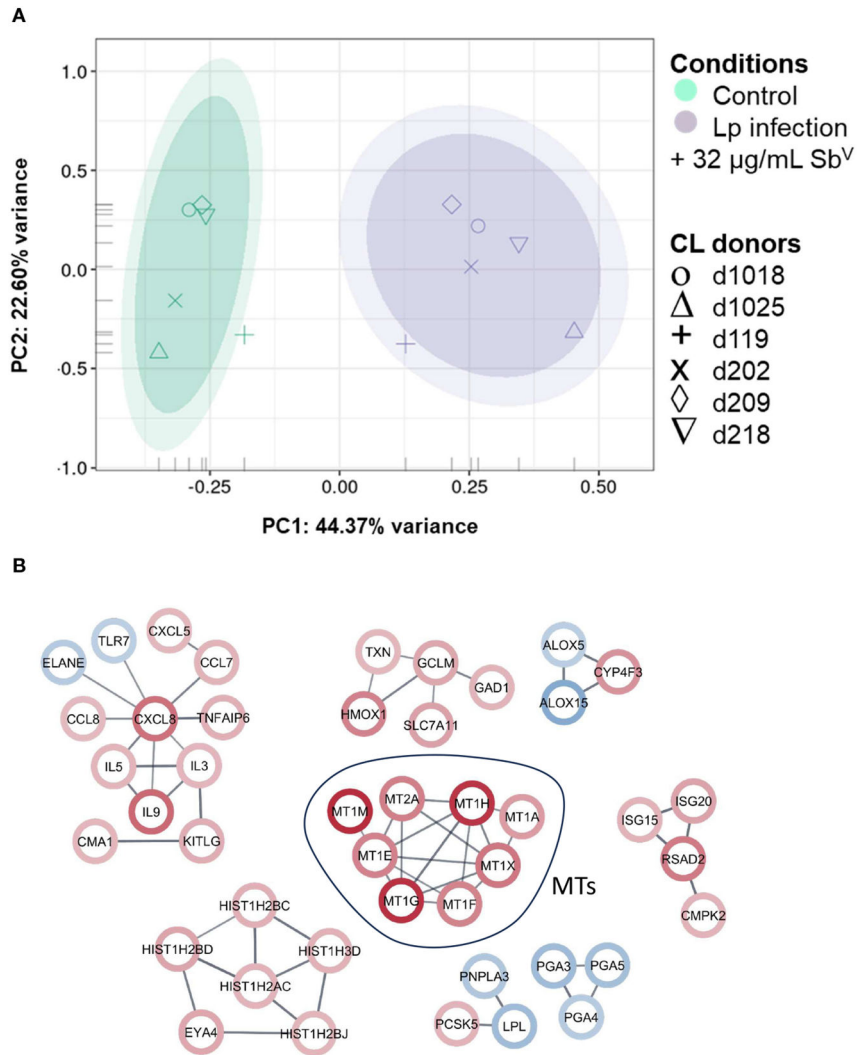 A
1.0
0.5
0.0
-0.5
-1.0
PC2: 22.60% variance
-0.25
0.00
0.25
0.50
PC1: 44.37% variance
Conditions
Control
Lp infection
+ 32 µg/mL Sbⱽ
CL donors
d1018
d1025
d119
d202
d209
d218
B
CXCL5
TLR7
ELANE
CCL7
CCL8
CXCL8
TNFAIP6
IL5
IL3
IL9
CMA1
KITLG
TXN
GCLM
GAD1
HMOX1
SLC7A11
ALOX5
CYP4F3
ALOX15
MT2A
MT1H
MT1M
MT1A
MT1E
MT1X
MT1G
MT1F
MTs
ISG20
ISG15
RSAD2
CMPK2
HIST1H2BC
HIST1H2BD
HIST1H3D
HIST1H2AC
EYA4
HIST1H2BJ
PNPLA3
PCSK5
LPL
PGA3
PGA5
PGA4